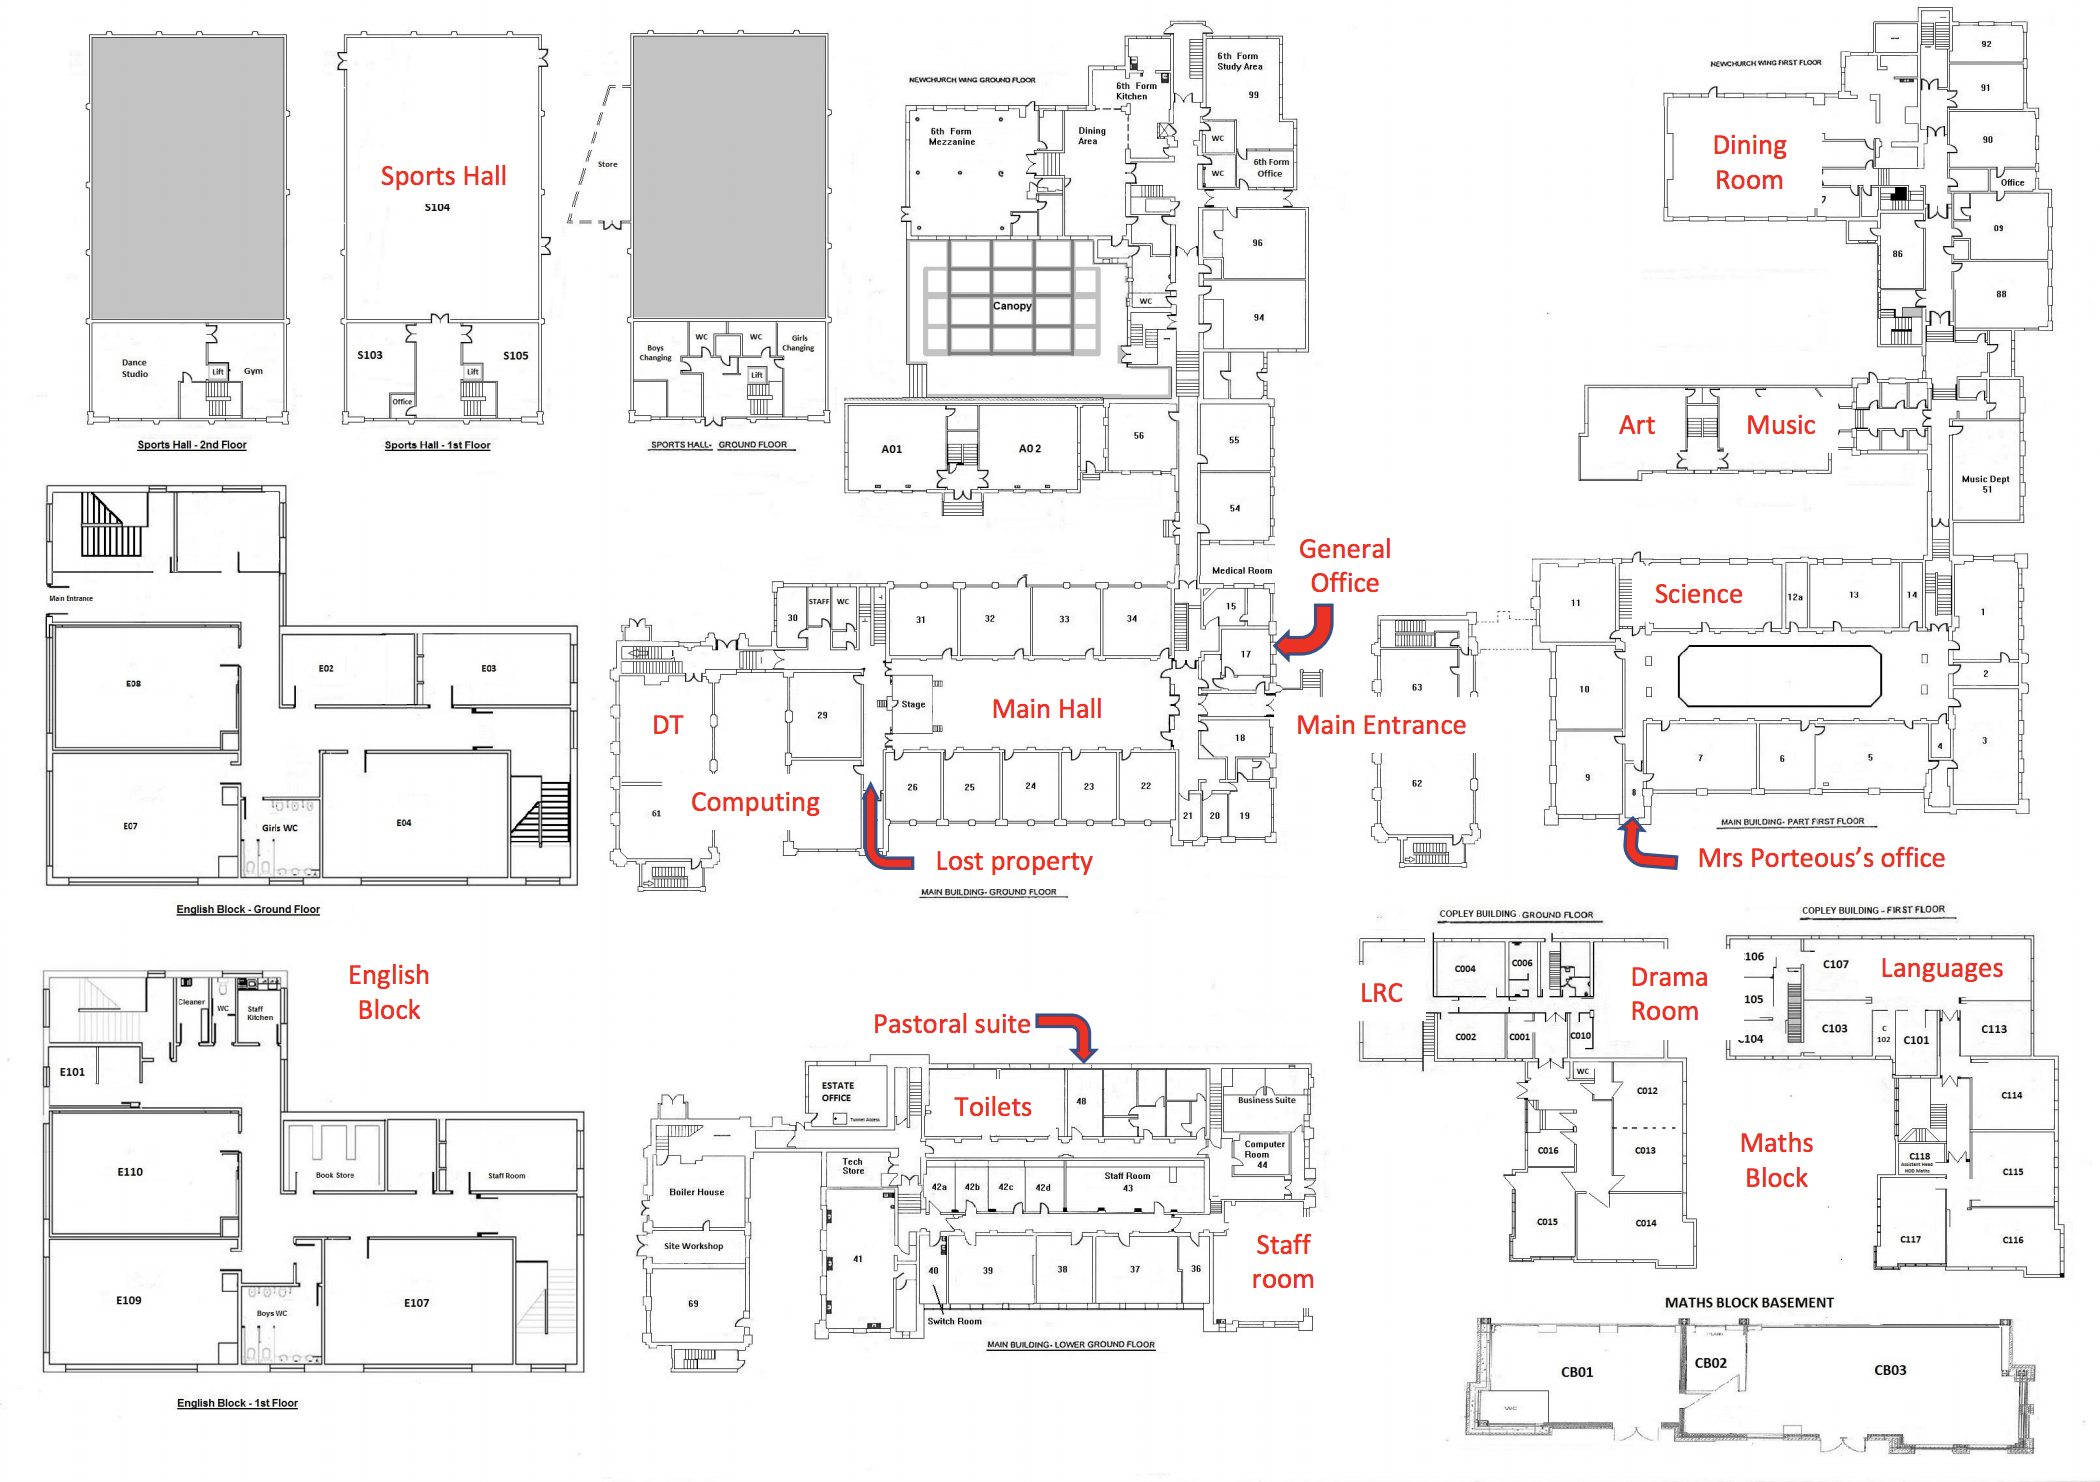 Sports Hall
S104
Store
Dance
Studio
Lift
Gym
S103
S105
Lift
Office
Boys
Changing
WC
WC
Girls
Changing
Lift
Sports Hall - 2nd Floor
Sports Hall - 1st Floor
SPORTS HALL- GROUND FLOOR
NEWCHURCH WING GROUND FLOOR
6th Form
Study Area
99
6th Form
Kitchen
6th Form
Mezzanine
Dining
Area
WC
WC
6th Form
Office
96
Canopy
WC
94
A01
A02
56
55
54
Medical Room
General
Office
NEWCHURCH WING FIRST FLOOR
92
91
90
Dining
Room
Office
09
86
88
Art
Music
Music Dept
51
Main Entrance
E08
E02
E03
E07
Girls WC
E04
English Block - Ground Floor
30
STAFF
WC
31
32
33
34
15
17
DT
29
Stage
Main Hall
18
Main Entrance
61
Computing
26
25
24
23
22
21
20
19
Lost property
MAIN BUILDING- GROUND FLOOR
63
62
11
Science
12a
13
14
1
10
2
9
8
7
6
5
4
3
MAIN BUILDING- PART FIRST FLOOR
Mrs Porteous's office
English
Block
Cleaner
WC
Staff
Kitchen
E101
E110
Book Store
Staff Room
E109
Boys WC
E107
English Block - 1st Floor
Pastoral suite
ESTATE
OFFICE
Tunnel Access
Toilets
48
Business Suite
Computer
Room
44
Tech
Store
Boiler House
42a
42b
42c
42d
Staff Room
43
Site Workshop
41
69
40
39
38
37
36
Staff
room
Switch Room
MAIN BUILDING- LOWER GROUND FLOOR
COPLEY BUILDING - GROUND FLOOR
LRC
C004
C006
Drama
Room
C002
C001
C010
WC
C012
C016
C013
C015
C014
COPLEY BUILDING - FIRST FLOOR
106
C107
Languages
105
104
C103
C
102
C101
C113
C114
Maths
Block
C118
Assistant Head
HOD Maths
C115
C117
C116
MATHS BLOCK BASEMENT
CB01
CB02
CB03
WC